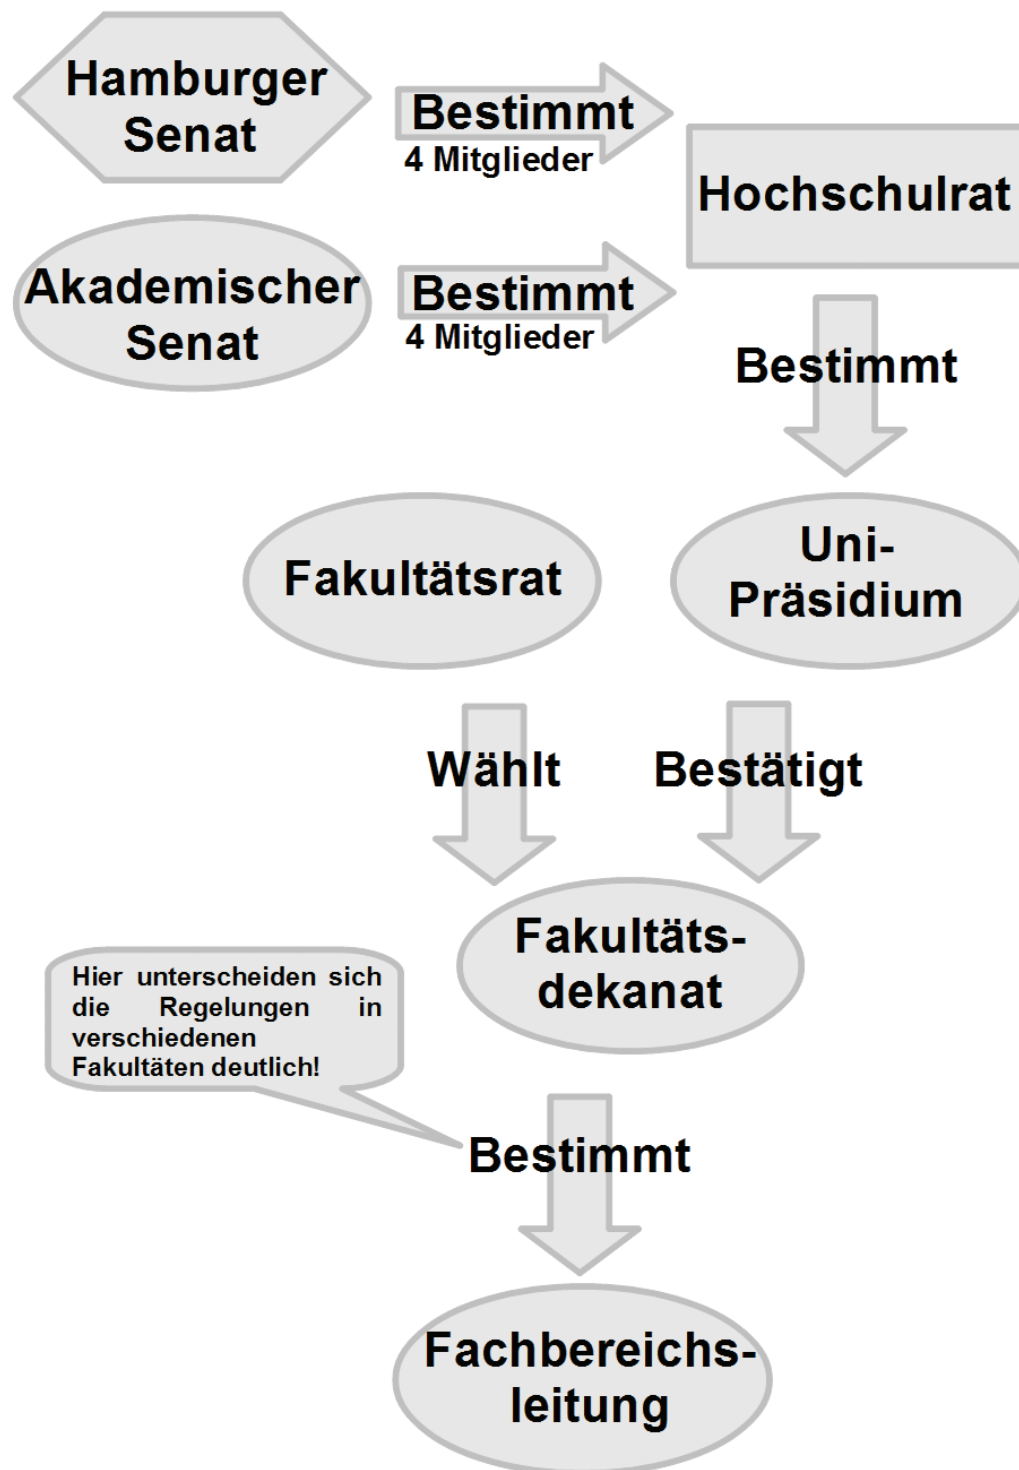 Hamburger
Senat
Bestimmt
4 Mitglieder
Hochschulrat
Akademischer
Senat
Bestimmt
4 Mitglieder
Bestimmt
Fakultätsrat
Uni-
Präsidium
Wählt
Bestätigt
Fakultäts-
dekanat
Hier unterscheiden sich
die Regelungen in
verschiedenen
Fakultäten deutlich!
Bestimmt
Fachbereichs-
leitung